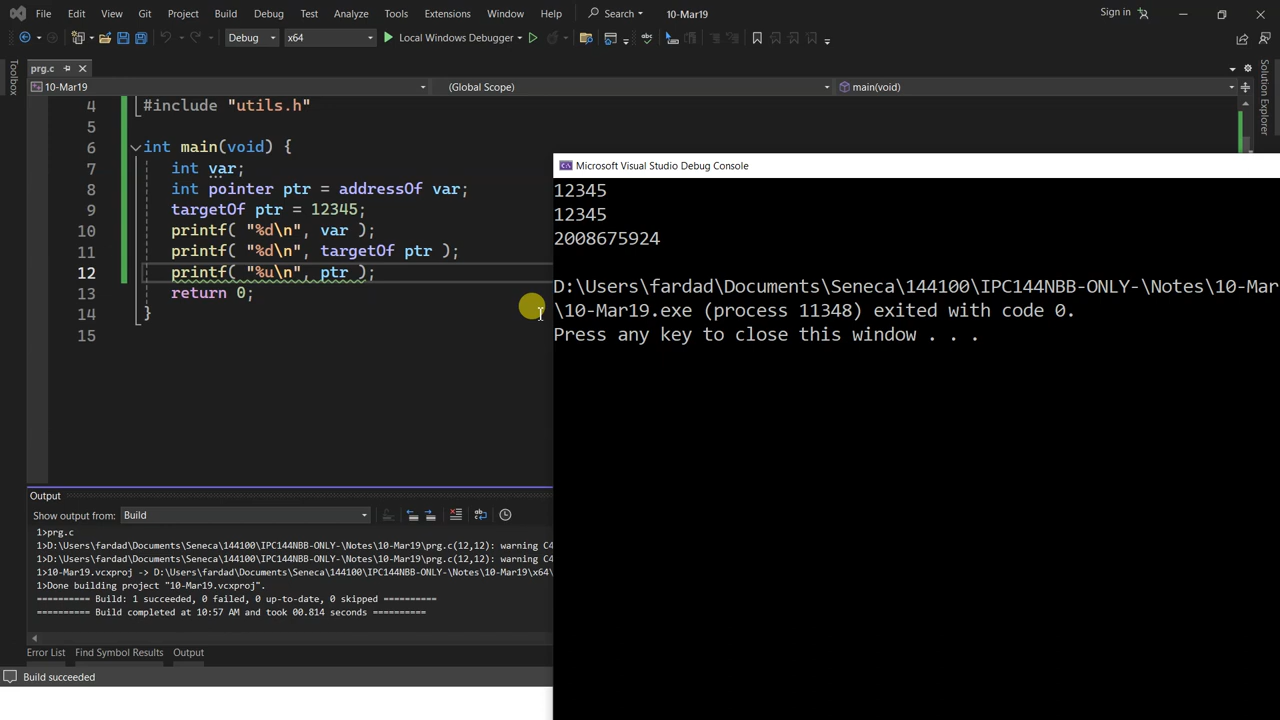 File Edit View Git Project Build Debug Test Analyze Tools Extensions Window Help Search 10-Mar19 Sign in
Debug x64 Local Windows Debugger
prg.c
10-Mar19 (Global Scope) main(void)
Toolbox
Solution Explorer
4 #include "utils.h"
5
6 int main(void) {
7 int var;
8 int pointer ptr = addressOf var;
9 targetOf ptr = 12345;
10 printf( "%d\n", var );
11 printf( "%d\n", targetOf ptr );
12 printf( "%u\n", ptr );
13 return 0;
14 }
15
Microsoft Visual Studio Debug Console
12345
12345
2008675924
D:\Users\fardad\Documents\Seneca\144100\IPC144NBB-ONLY-\Notes\10-Mar
\10-Mar19.exe (process 11348) exited with code 0.
Press any key to close this window . . .
Output
Show output from: Build
1>prg.c
1>D:\Users\fardad\Documents\Seneca\144100\IPC144NBB-ONLY-\Notes\10-Mar19\prg.c(12,12): warning C4
1>D:\Users\fardad\Documents\Seneca\144100\IPC144NBB-ONLY-\Notes\10-Mar19\prg.c(12,12): warning C4
1>10-Mar19.vcxproj -> D:\Users\fardad\Documents\Seneca\144100\IPC144NBB-ONLY-\Notes\10-Mar19\x64\
1>Done building project "10-Mar19.vcxproj".
========== Build: 1 succeeded, 0 failed, 0 up-to-date, 0 skipped ==========
========== Build completed at 10:57 AM and took 00.814 seconds ==========
Error List Find Symbol Results Output
Build succeeded